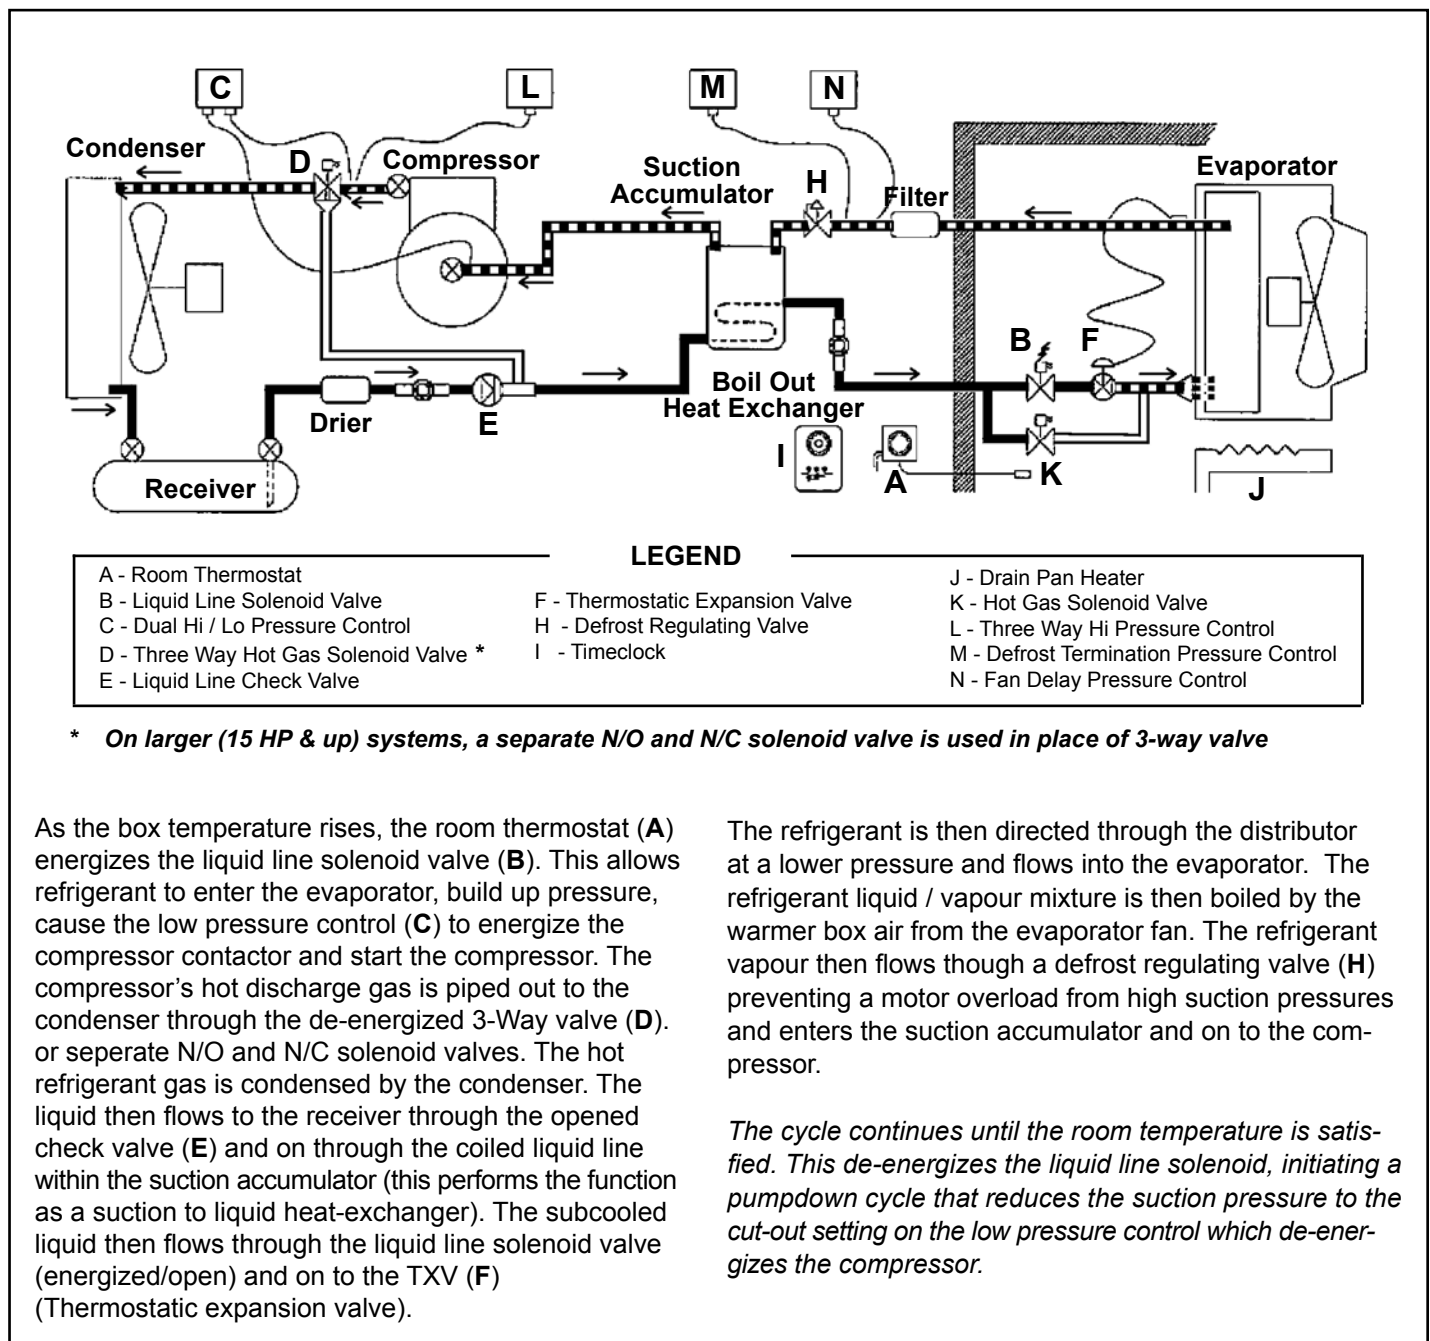 C
L
M
N
Condenser
D
Compressor
Suction
Accumulator
H
Filter
Evaporator
B
F
Boil Out
Heat Exchanger
Drier
E
I
A
K
J
Receiver
LEGEND
A - Room Thermostat
B - Liquid Line Solenoid Valve
C - Dual Hi / Lo Pressure Control
D - Three Way Hot Gas Solenoid Valve *
E - Liquid Line Check Valve
F - Thermostatic Expansion Valve
H - Defrost Regulating Valve
I - Timeclock
J - Drain Pan Heater
K - Hot Gas Solenoid Valve
L - Three Way Hi Pressure Control
M - Defrost Termination Pressure Control
N - Fan Delay Pressure Control
* On larger (15 HP & up) systems, a separate N/O and N/C solenoid valve is used in place of 3-way valve
As the box temperature rises, the room thermostat (A)
energizes the liquid line solenoid valve (B). This allows
refrigerant to enter the evaporator, build up pressure,
cause the low pressure control (C) to energize the
compressor contactor and start the compressor. The
compressor's hot discharge gas is piped out to the
condenser through the de-energized 3-Way valve (D).
or seperate N/O and N/C solenoid valves. The hot
refrigerant gas is condensed by the condenser. The
liquid then flows to the receiver through the opened
check valve (E) and on through the coiled liquid line
within the suction accumulator (this performs the function
as a suction to liquid heat-exchanger). The subcooled
liquid then flows through the liquid line solenoid valve
(energized/open) and on to the TXV (F)
(Thermostatic expansion valve).
The refrigerant is then directed through the distributor
at a lower pressure and flows into the evaporator. The
refrigerant liquid / vapour mixture is then boiled by the
warmer box air from the evaporator fan. The refrigerant
vapour then flows though a defrost regulating valve (H)
preventing a motor overload from high suction pressures
and enters the suction accumulator and on to the com-
pressor.
The cycle continues until the room temperature is satis-
fied. This de-energizes the liquid line solenoid, initiating a
pumpdown cycle that reduces the suction pressure to the
cut-out setting on the low pressure control which de-ener-
gizes the compressor.